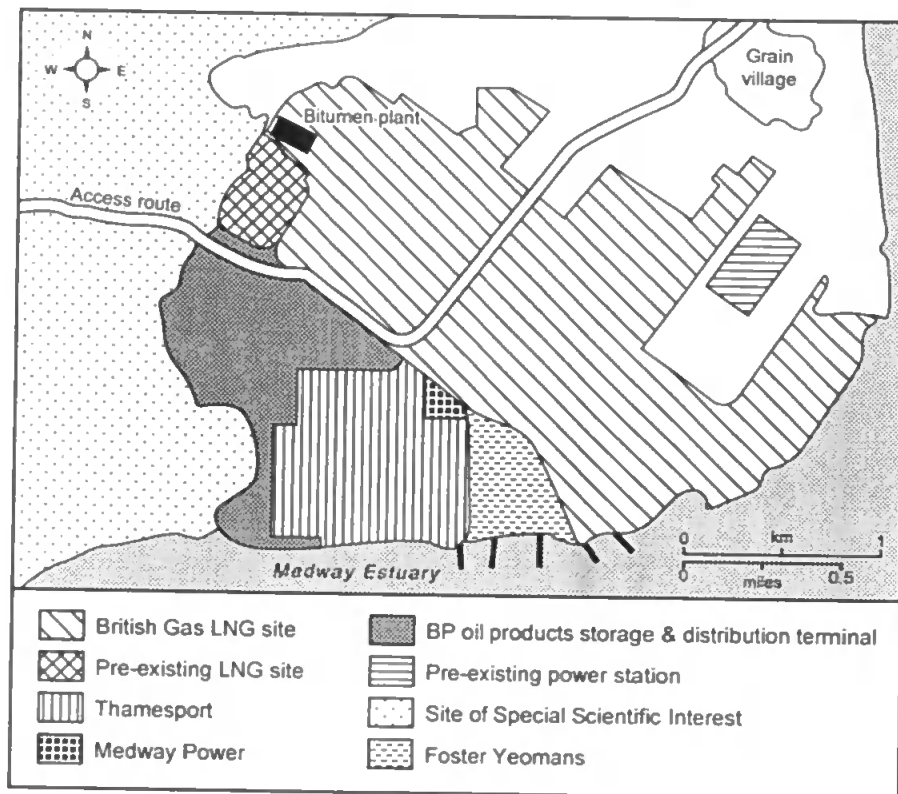 N
W E
S
Grain
village
Bitumen plant
Access route
Medway Estuary
0 km 1
0 miles 0.5
British Gas LNG site
Pre-existing LNG site
Thamesport
Medway Power
BP oil products storage & distribution terminal
Pre-existing power station
Site of Special Scientific Interest
Foster Yeomans